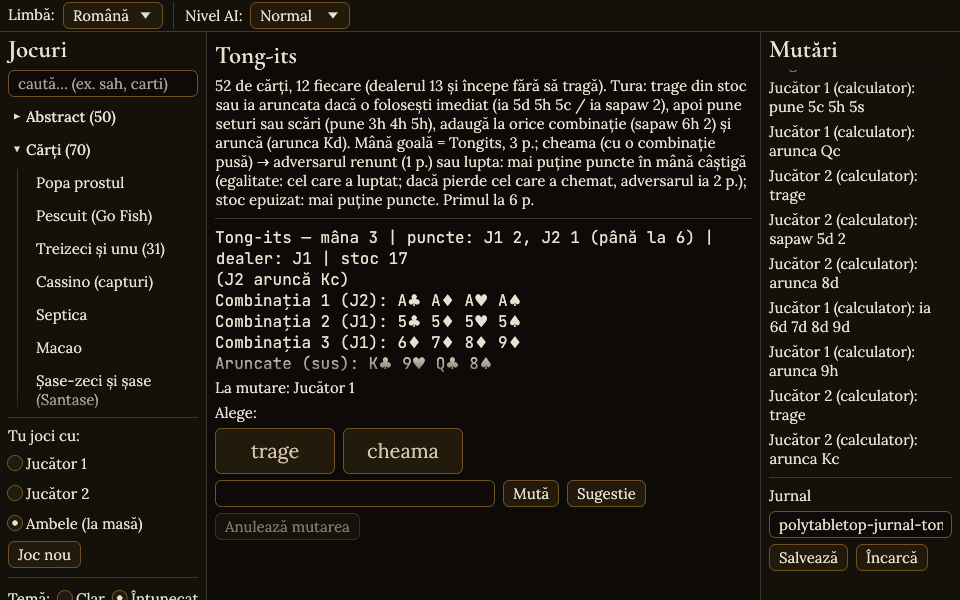 Limbă: Română Nivel AI: Normal
Jocuri
caută... (ex. sah, carti)
Abstract (50)
Cărți (70)
Popa prostul
Pescuit (Go Fish)
Treizeci și unu (31)
Cassino (capturi)
Septica
Macao
Șase-zeci și șase
(Santase)
Tu joci cu:
Jucător 1
Jucător 2
Ambele (la masă)
Joc nou
Temă: Clar Întunecat
Tong-its
52 de cărți, 12 fiecare (dealerul 13 și începe fără să tragă). Tura: trage din stoc
sau ia aruncata dacă o folosești imediat (ia 5d 5h 5c / ia sapaw 2), apoi pune
seturi sau scări (pune 3h 4h 5h), adaugă la orice combinație (sapaw 6h 2) și
aruncă (arunca Kd). Mână goală = Tongits, 3 p.; cheama (cu o combinație
pusă) → adversarul renunt (1 p.) sau lupta: mai puține puncte în mână câștigă
(egalitate: cel care a luptat; dacă pierde cel care a chemat, adversarul ia 2 p.);
stoc epuizat: mai puține puncte. Primul la 6 p.
Tong-its — mâna 3 | puncte: J1 2, J2 1 (până la 6) |
dealer: J1 | stoc 17
(J2 aruncă Kc)
Combinația 1 (J2): A♣ A♦ A♥ A♠
Combinația 2 (J1): 5♣ 5♦ 5♥ 5♠
Combinația 3 (J1): 6♦ 7♦ 8♦ 9♦
Aruncate (sus): K♣ 9♥ Q♣ 8♠
La mutare: Jucător 1
Alege:
trage cheama
Mută Sugestie
Anulează mutarea
Mutări
Jucător 1 (calculator):
pune 5c 5h 5s
Jucător 1 (calculator):
arunca Qc
Jucător 2 (calculator):
trage
Jucător 2 (calculator):
sapaw 5d 2
Jucător 2 (calculator):
arunca 8d
Jucător 1 (calculator): ia
6d 7d 8d 9d
Jucător 1 (calculator):
arunca 9h
Jucător 2 (calculator):
trage
Jucător 2 (calculator):
arunca Kc
Jurnal
polytabletop-jurnal-ton
Salvează Încarcă